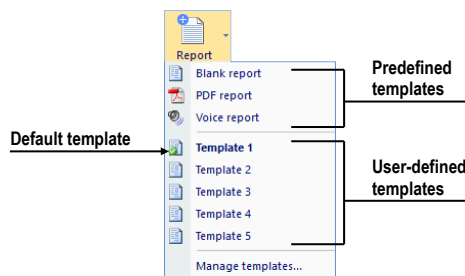 Report
Blank report
PDF report
Voice report
Predefined
templates
Default template
Template 1
Template 2
Template 3
Template 4
Template 5
User-defined
templates
Manage templates...